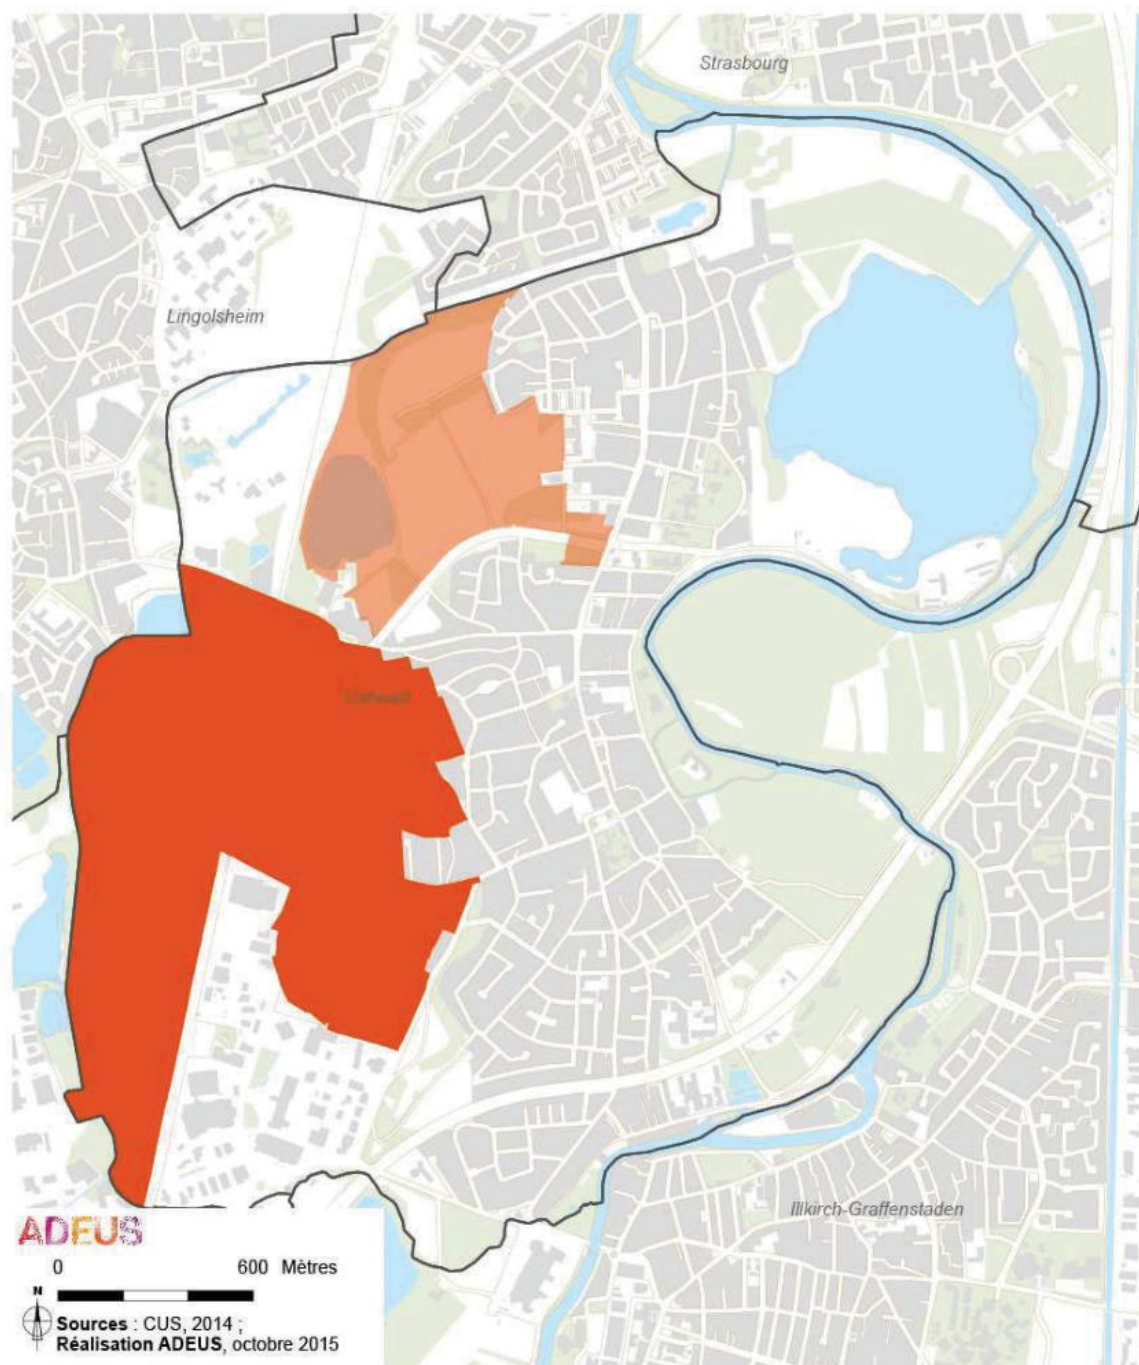 Strasbourg
Lingolsheim
Illkirch-Graffenstaden
ADEUS
0 600 Mètres
N
Sources : CUS, 2014 ;
Réalisation ADEUS, octobre 2015